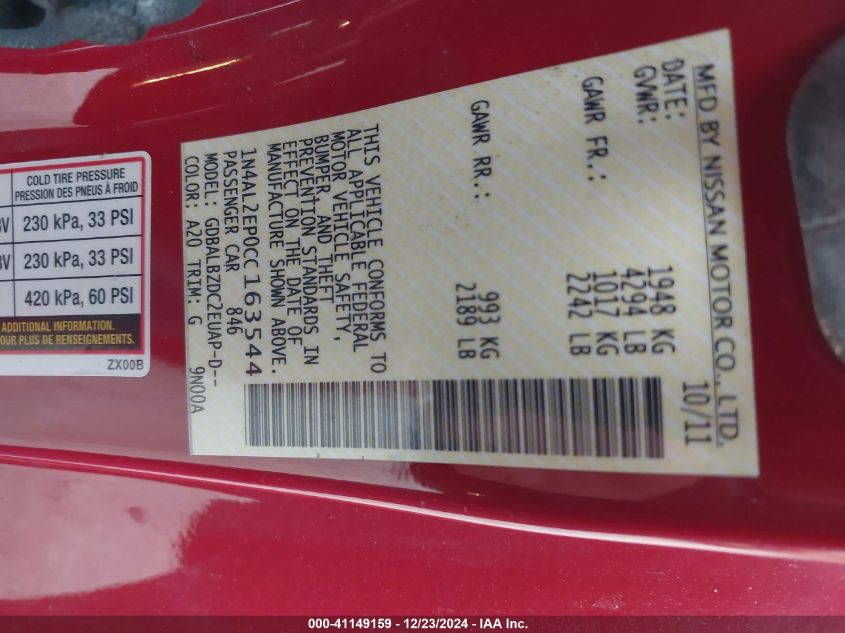 MFD BY NISSAN MOTOR CO., LTD.
DATE: 10/11
GVWR: 1948 KG
4294 LB
GAWR FR.: 1017 KG
2242 LB
GAWR RR.: 993 KG
2189 LB
THIS VEHICLE CONFORMS TO
ALL APPLICABLE FEDERAL
MOTOR VEHICLE SAFETY,
BUMPER AND THEFT
PREVENTION STANDARDS IN
EFFECT ON THE DATE OF
MANUFACTURE SHOWN ABOVE.
1N4AL2EP0CC163544
PASSENGER CAR 846
MODEL: GDBALBZDC2EUAP-D--
COLOR: A20 TRIM: G 9N00A
COLD TIRE PRESSURE
PRESSION DES PNEUS À FROID
230 kPa, 33 PSI
230 kPa, 33 PSI
420 kPa, 60 PSI
ADDITIONAL INFORMATION.
POUR PLUS DE RENSEIGNEMENTS.
ZX00B
000-41149159 - 12/23/2024 - IAA Inc.